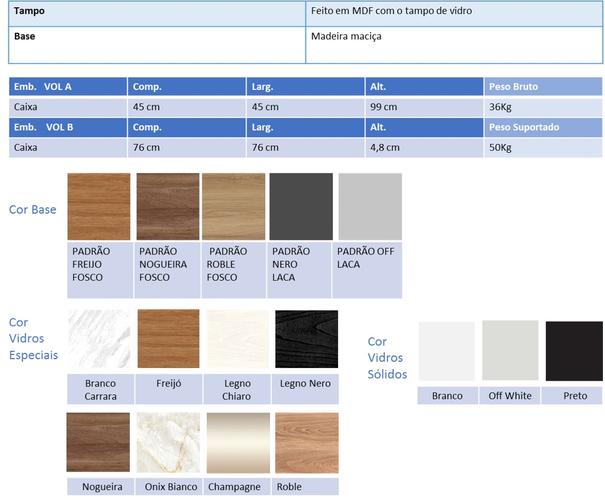 Tampo Feito em MDF com o tampo de vidro
Base Madeira maciça
Emb. VOL A Comp. Larg. Alt. Peso Bruto
Caixa 45 cm 45 cm 99 cm 36Kg
Emb. VOL B Comp. Larg. Alt. Peso Suportado
Caixa 76 cm 76 cm 4,8 cm 50Kg
Cor Base
PADRÃO FREIJO FOSCO
PADRÃO NOGUEIRA FOSCO
PADRÃO ROBLE FOSCO
PADRÃO NERO LACA
PADRÃO OFF LACA
Cor
Vidros
Especiais
Branco Carrara
Freijó
Legno Chiaro
Legno Nero
Nogueira
Onix Bianco
Champagne
Roble
Cor
Vidros
Sólidos
Branco
Off White
Preto